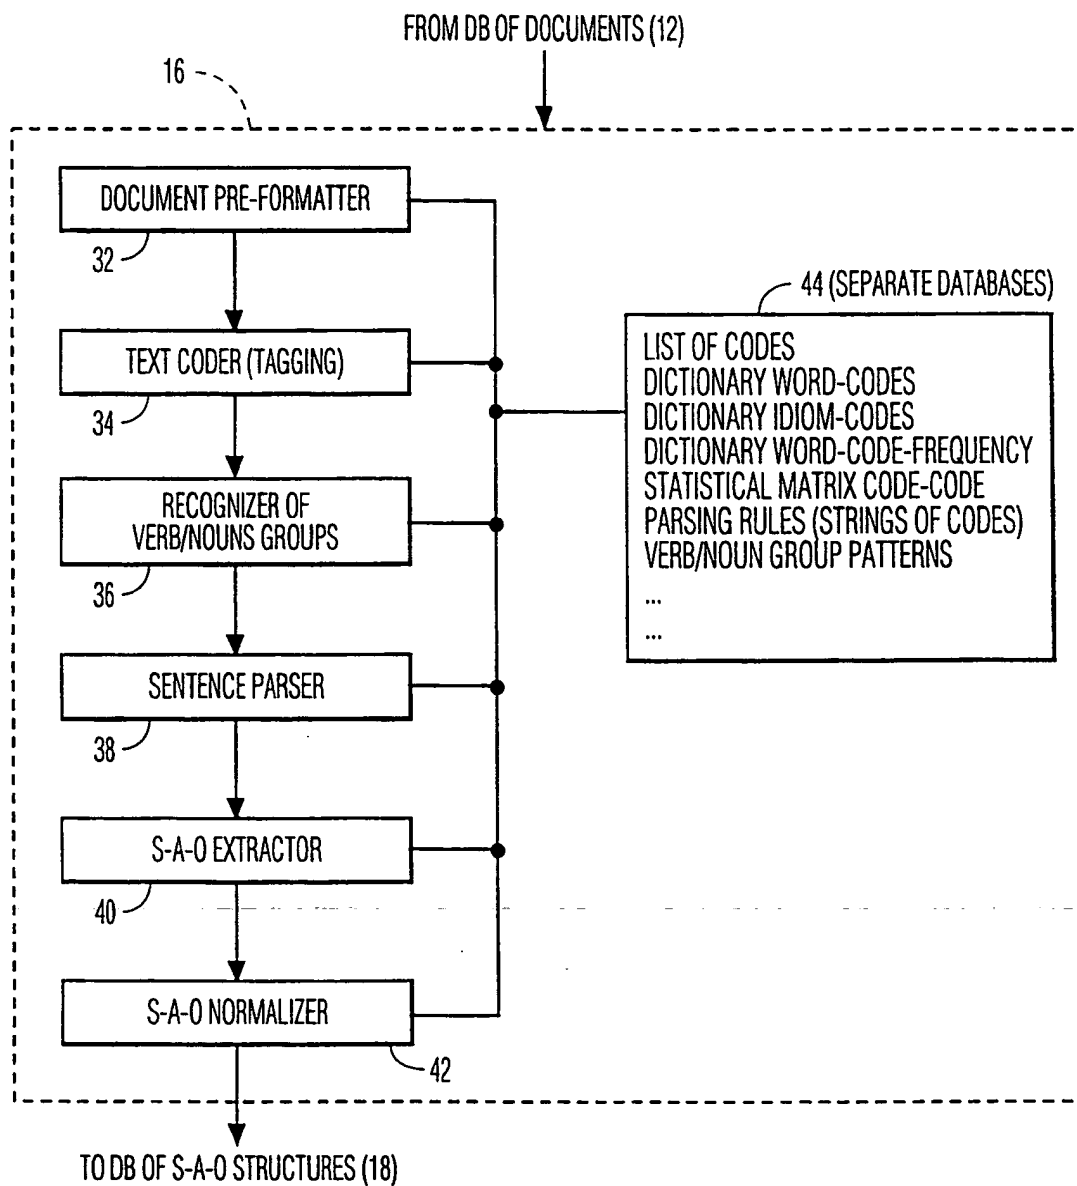 FROM DB OF DOCUMENTS (12)
16
DOCUMENT PRE-FORMATTER
32
44 (SEPARATE DATABASES)
TEXT CODER (TAGGING)
34
LIST OF CODES
DICTIONARY WORD-CODES
DICTIONARY IDIOM-CODES
DICTIONARY WORD-CODE-FREQUENCY
STATISTICAL MATRIX CODE-CODE
PARSING RULES (STRINGS OF CODES)
VERB/NOUN GROUP PATTERNS
...
...
RECOGNIZER OF
VERB/NOUNS GROUPS
36
SENTENCE PARSER
38
S-A-O EXTRACTOR
40
S-A-O NORMALIZER
42
TO DB OF S-A-O STRUCTURES (18)